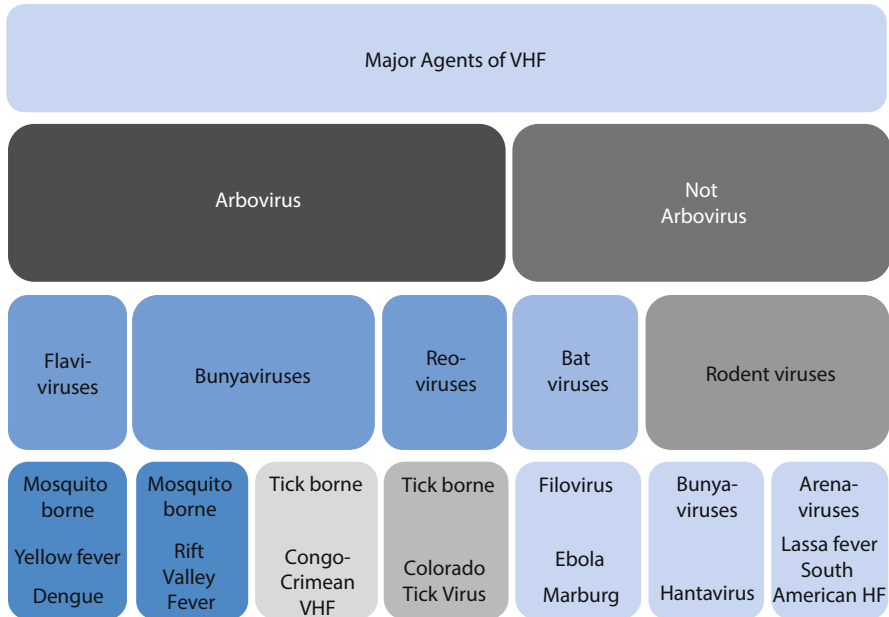 Major Agents of VHF
Arbovirus
Not
Arbovirus
Flavi-
viruses
Bunyaviruses
Reo-
viruses
Bat
viruses
Rodent viruses
Mosquito
borne
Yellow fever
Dengue
Mosquito
borne
Rift
Valley
Fever
Tick borne
Congo-
Crimean
VHF
Tick borne
Colorado
Tick Virus
Filovirus
Ebola
Marburg
Bunya-
viruses
Hantavirus
Arena-
viruses
Lassa fever
South
American HF